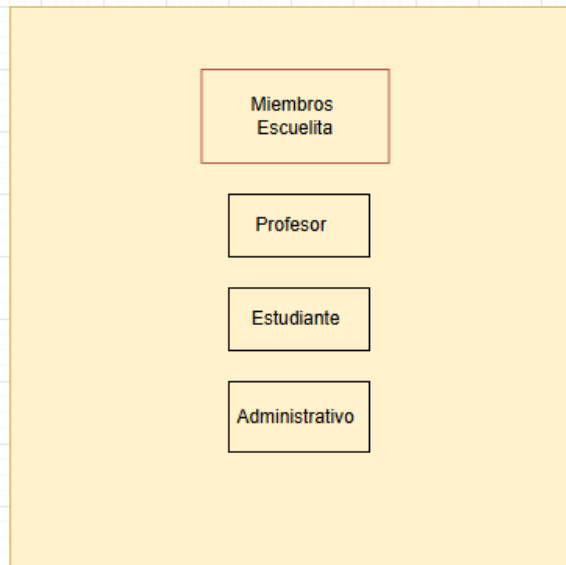 Miembros
Escuelita
Profesor
Estudiante
Administrativo